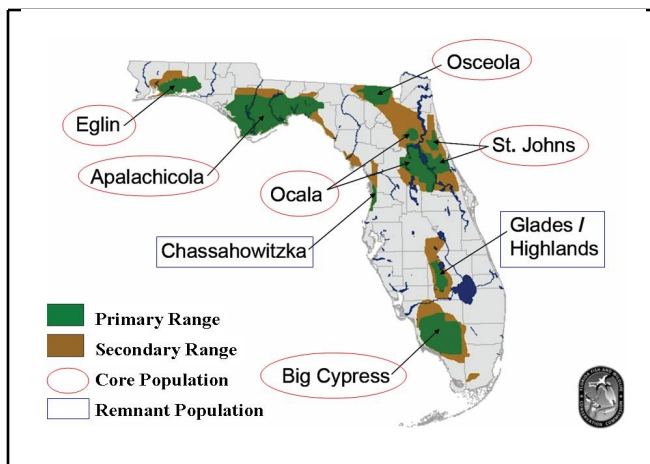 Osceola
Eglin
St. Johns
Apalachicola
Ocala
Glades /
Highlands
Chassahowitzka
Primary Range
Secondary Range
Big Cypress
Core Population
Remnant Population